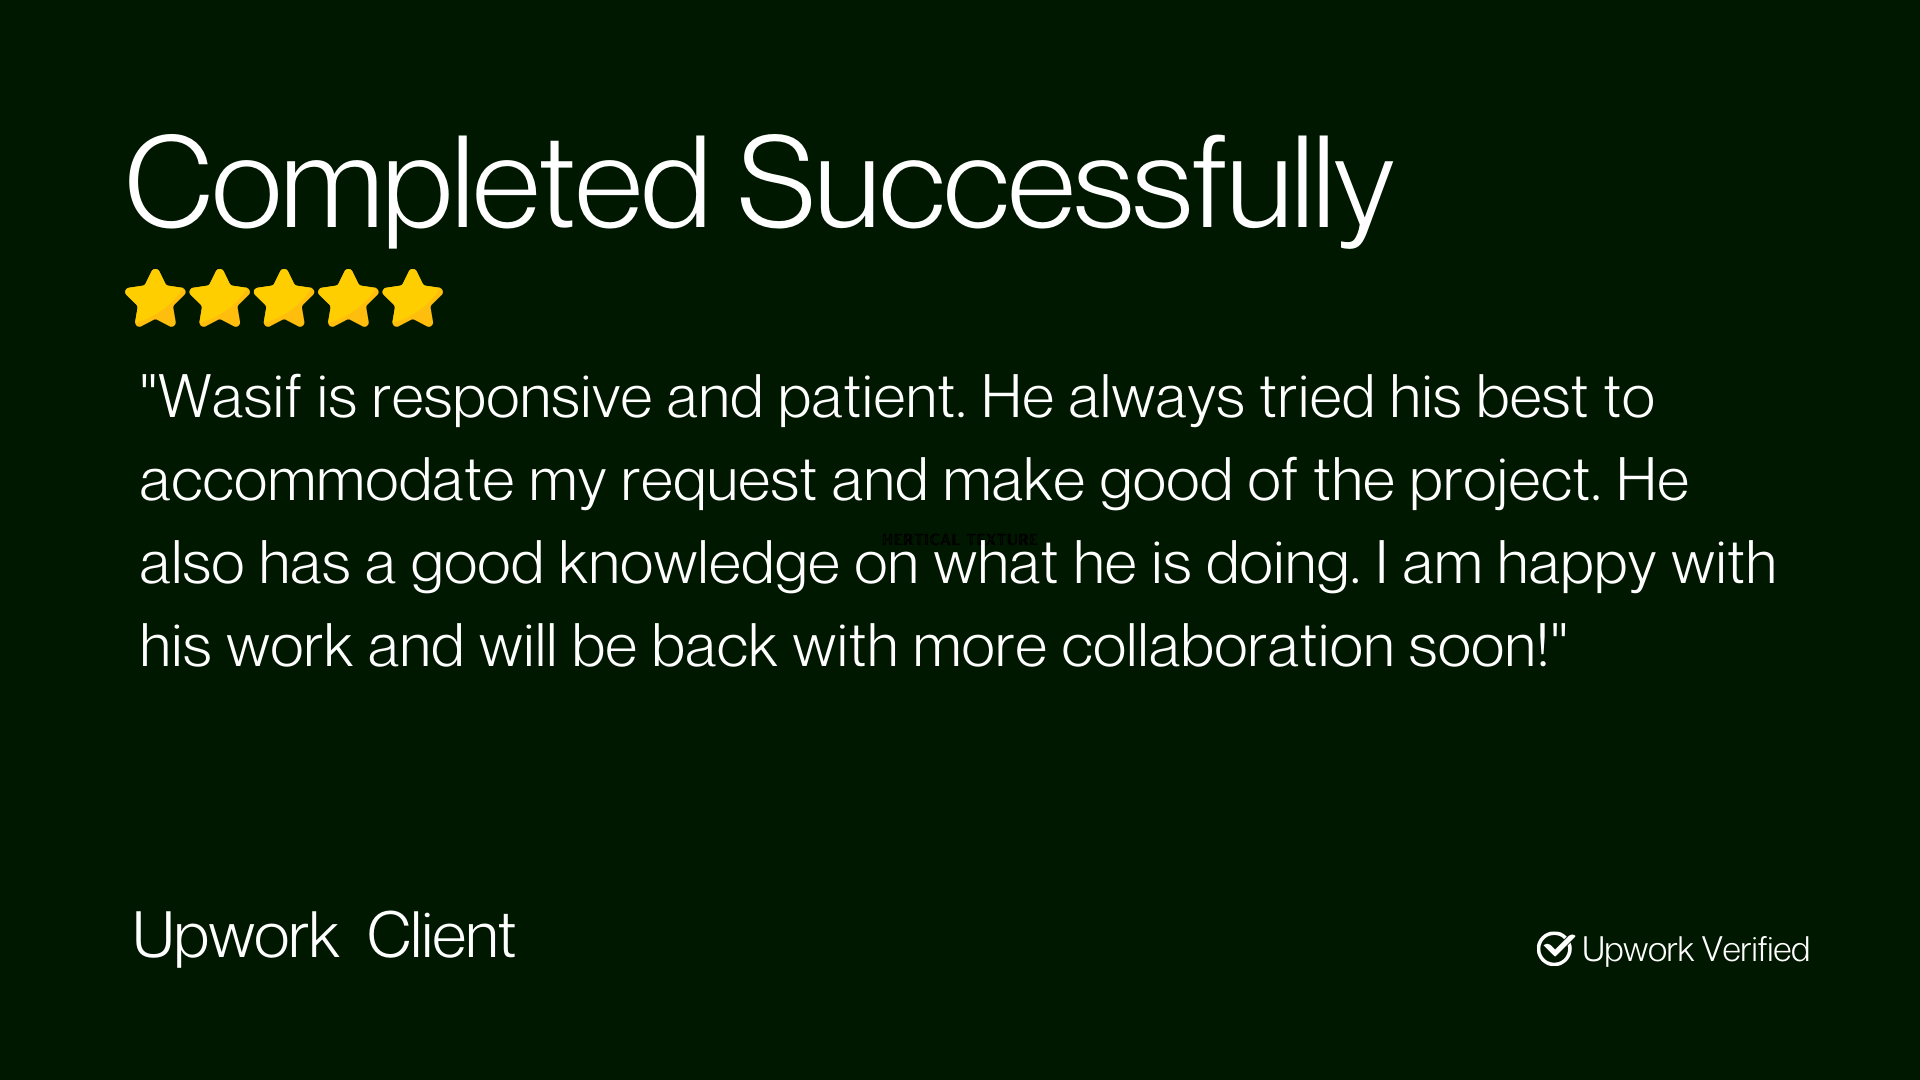 Completed Successfully
"Wasif is responsive and patient. He always tried his best to
accommodate my request and make good of the project. He
HERTICAL TEXTURE
also has a good knowledge on what he is doing. I am happy with
his work and will be back with more collaboration soon!"
Upwork Client
Upwork Verified